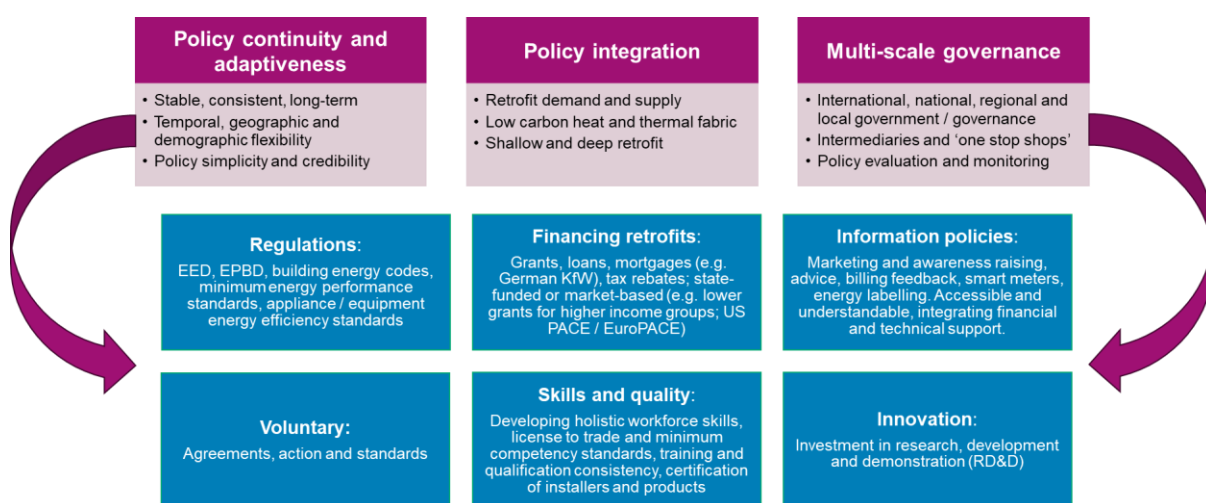 Policy continuity and
adaptiveness
• Stable, consistent, long-term
• Temporal, geographic and
demographic flexibility
• Policy simplicity and credibility
Policy integration
• Retrofit demand and supply
• Low carbon heat and thermal fabric
• Shallow and deep retrofit
Multi-scale governance
• International, national, regional and
local government / governance
• Intermediaries and ‘one stop shops’
• Policy evaluation and monitoring
Regulations:
EED, EPBD, building energy codes,
minimum energy performance
standards, appliance / equipment
energy efficiency standards
Financing retrofits:
Grants, loans, mortgages (e.g.
German KfW), tax rebates; state-
funded or market-based (e.g. lower
grants for higher income groups; US
PACE / EuroPACE)
Information policies:
Marketing and awareness raising,
advice, billing feedback, smart meters,
energy labelling. Accessible and
understandable, integrating financial
and technical support.
Voluntary:
Agreements, action and standards
Skills and quality:
Developing holistic workforce skills,
license to trade and minimum
competency standards, training and
qualification consistency, certification
of installers and products
Innovation:
Investment in research, development
and demonstration (RD&D)